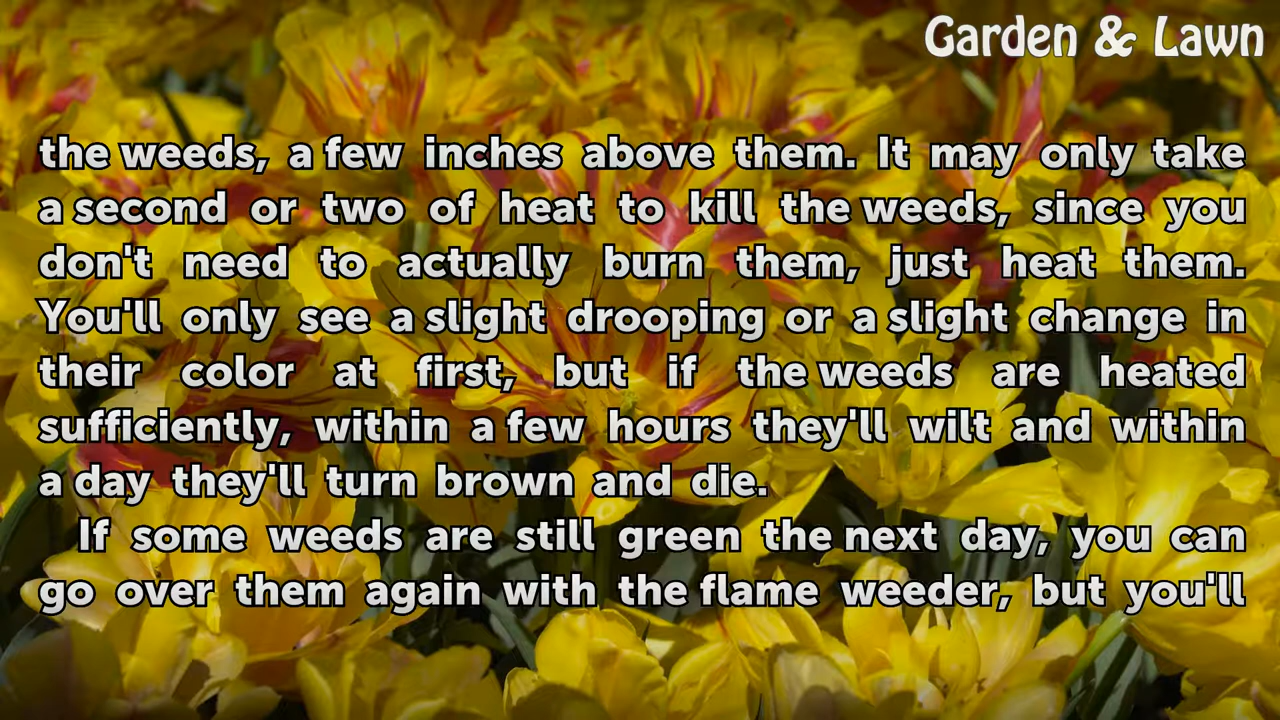 Garden & Lawn
the weeds, a few inches above them. It may only take
a second or two of heat to kill the weeds, since you
don't need to actually burn them, just heat them.
You'll only see a slight drooping or a slight change in
their color at first, but if the weeds are heated
sufficiently, within a few hours they'll wilt and within
a day they'll turn brown and die.
If some weeds are still green the next day, you can
go over them again with the flame weeder, but you'll